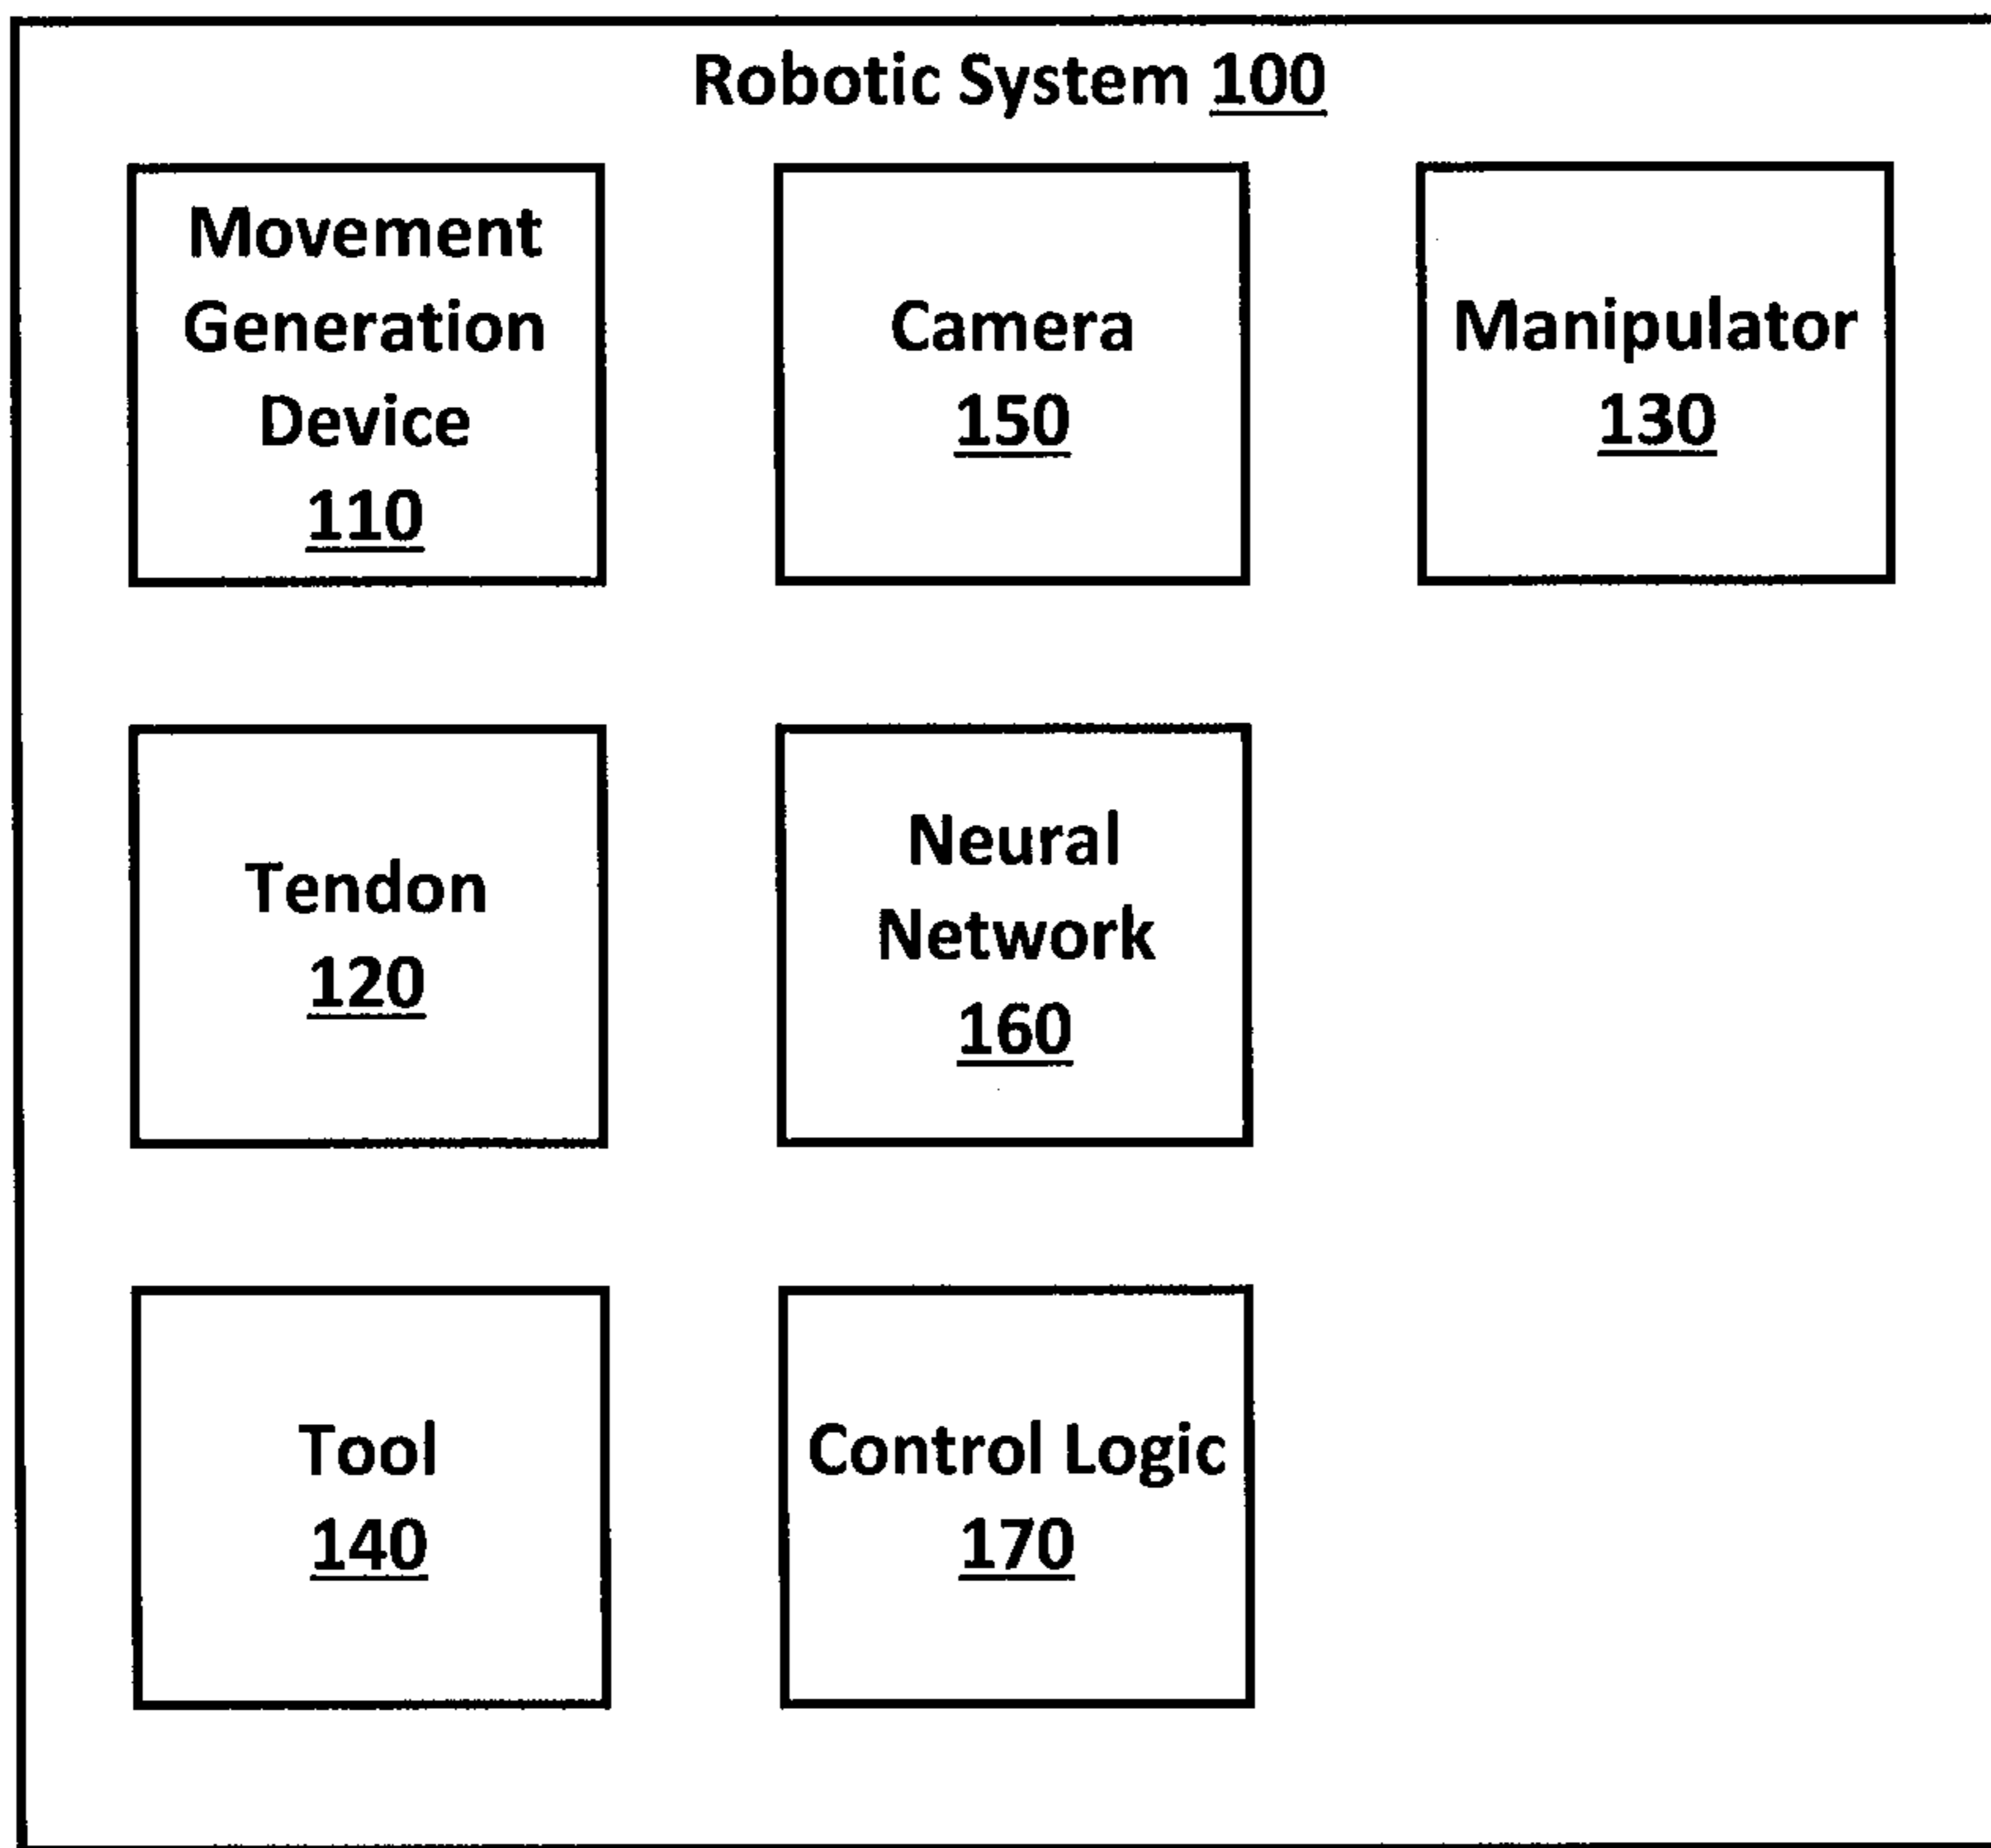 Robotic System 100
Movement
Generation
Device
110
Camera
150
Manipulator
130
Tendon
120
Neural
Network
160
Tool
140
Control Logic
170